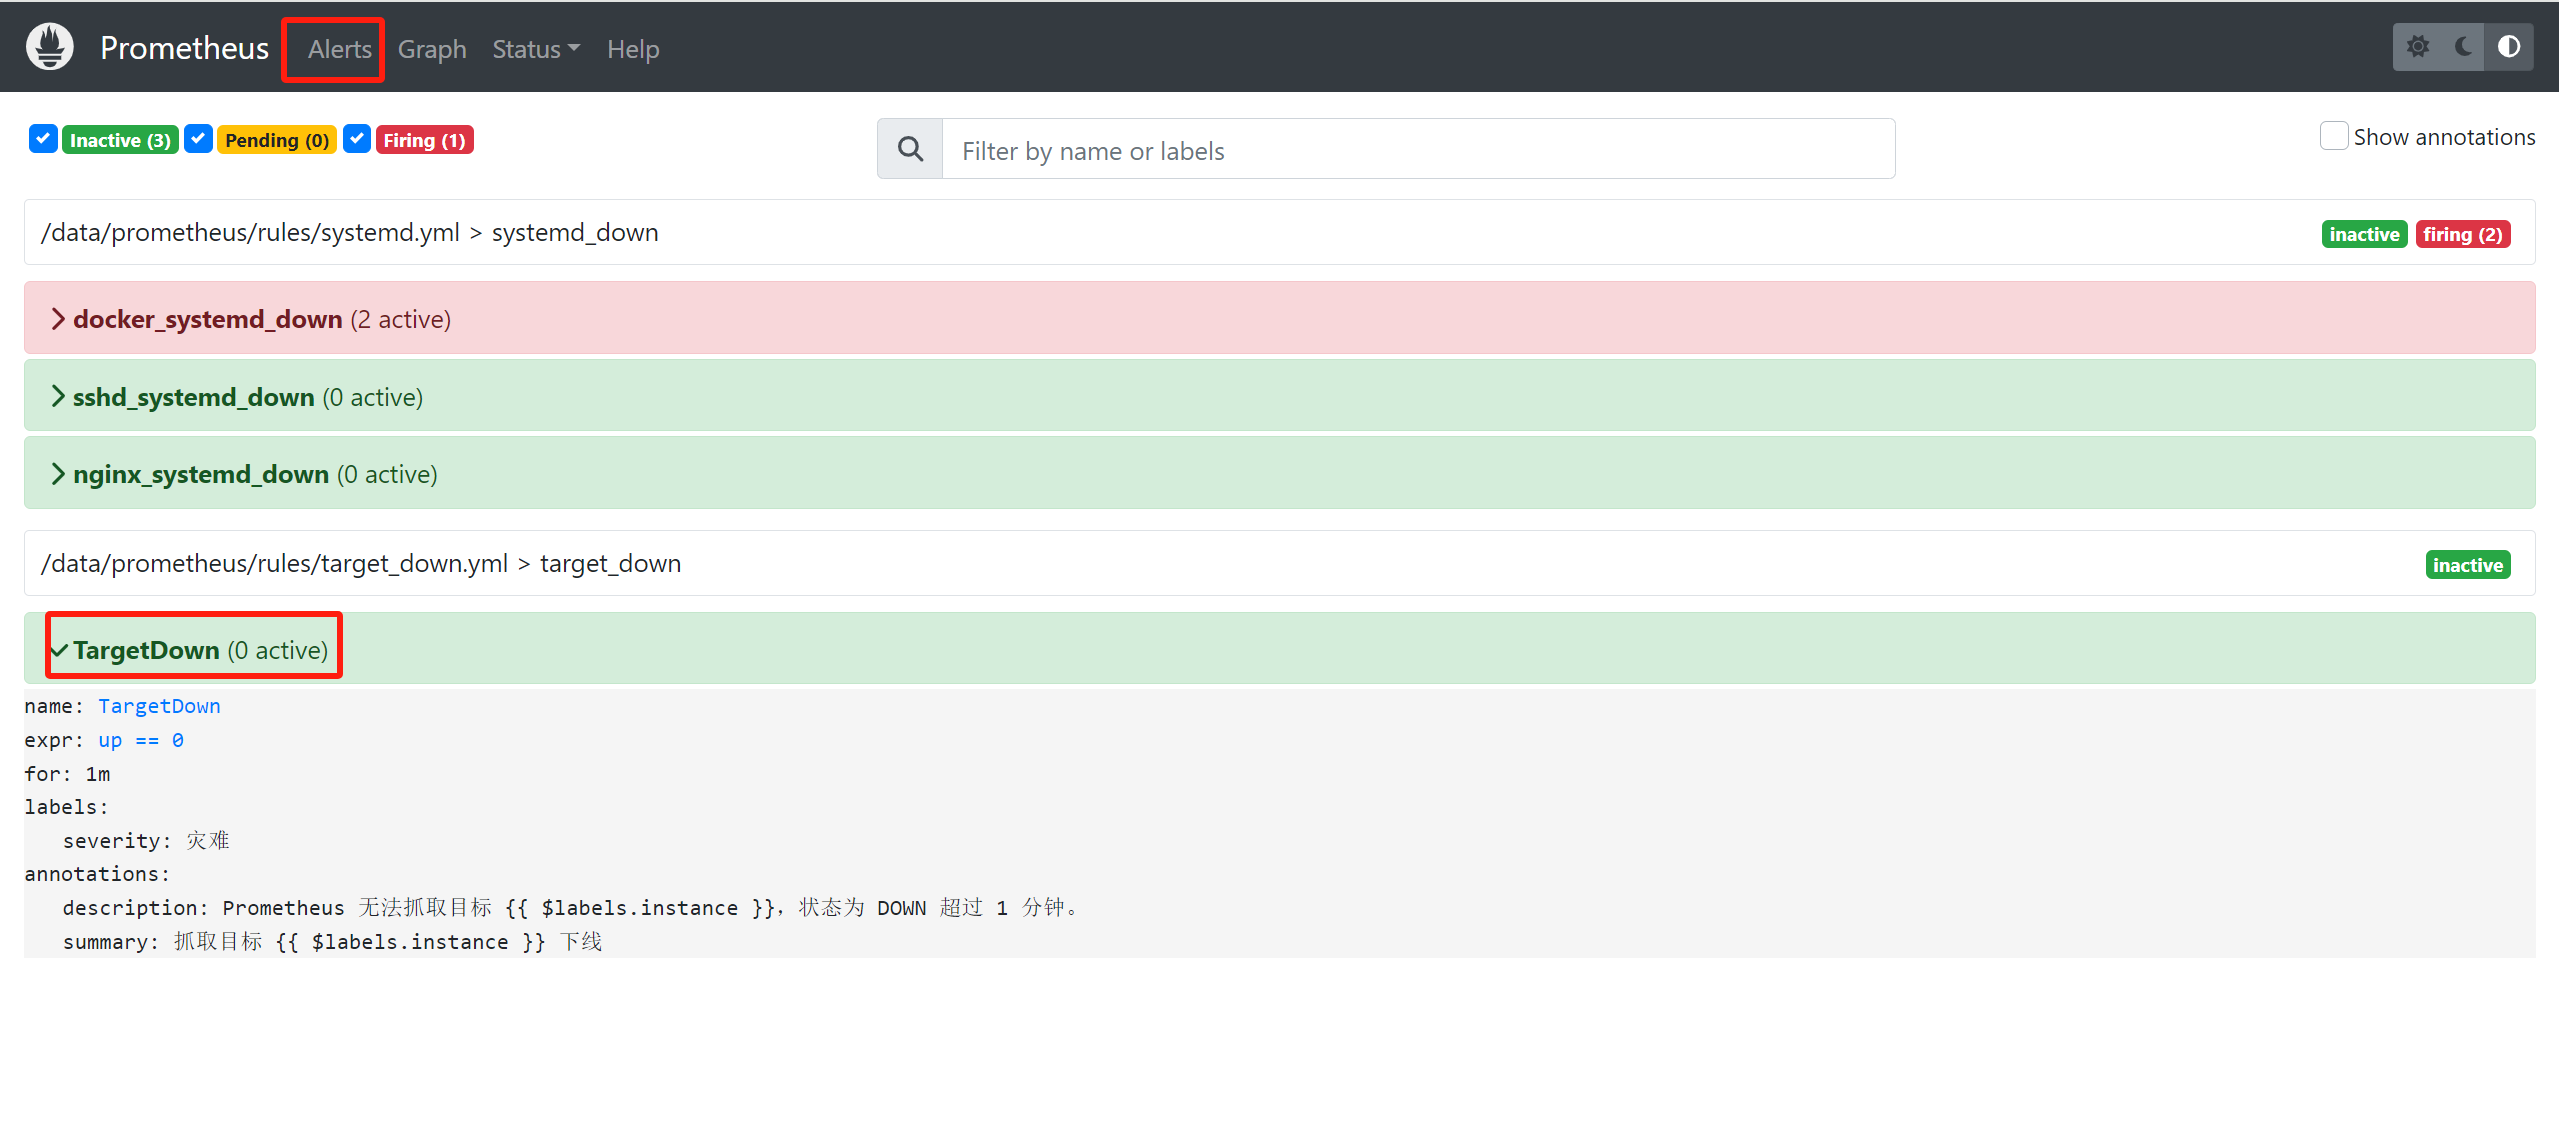 Prometheus Alerts Graph Status Help
Inactive (3) Pending (0) Firing (1) Filter by name or labels Show annotations
/data/prometheus/rules/systemd.yml > systemd_down inactive firing (2)
docker_systemd_down (2 active)
sshd_systemd_down (0 active)
nginx_systemd_down (0 active)
/data/prometheus/rules/target_down.yml > target_down inactive
TargetDown (0 active)
name: TargetDown
expr: up == 0
for: 1m
labels:
severity: 灾难
annotations:
description: Prometheus 无法抓取目标 {{ $labels.instance }}，状态为 DOWN 超过 1 分钟。
summary: 抓取目标 {{ $labels.instance }} 下线